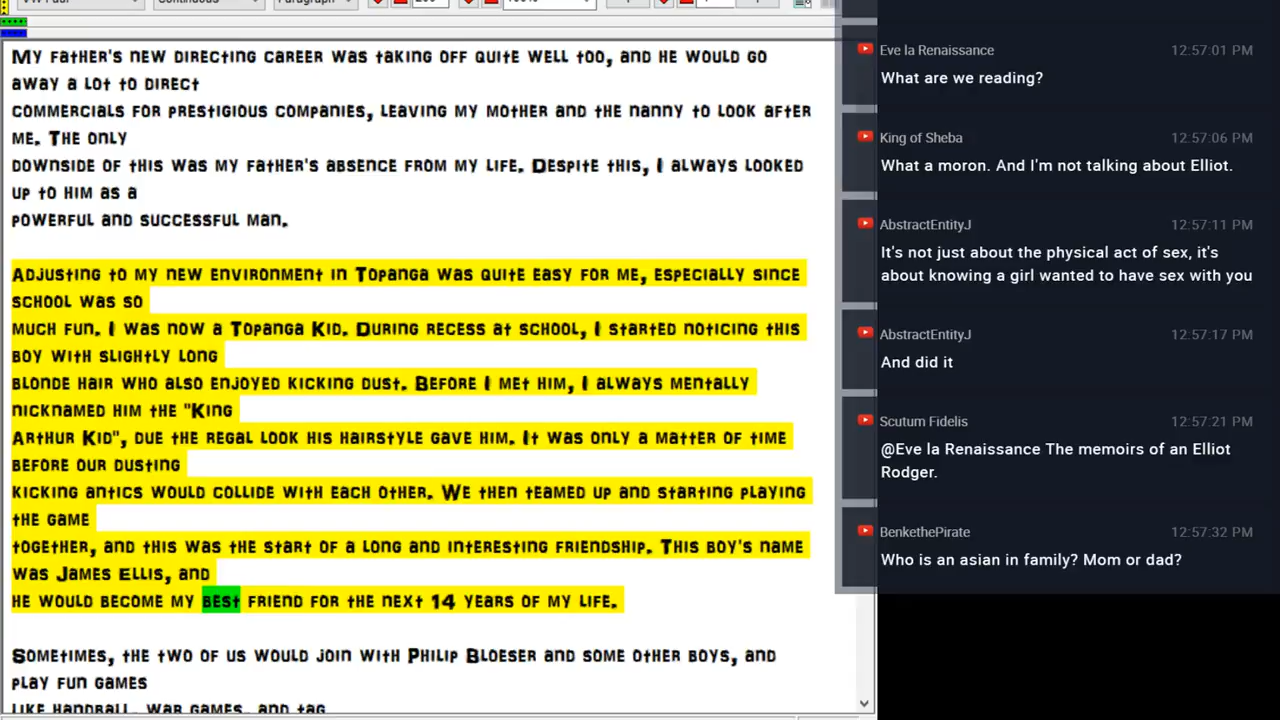 Continuous
Paragraph
My father's new directing career was taking off quite well too, and he would go
away a lot to direct
commercials for prestigious companies, leaving my mother and the nanny to look after
me. The only
downside of this was my father's absence from my life. Despite this, I always looked
up to him as a
powerful and successful man.
Adjusting to my new environment in Topanga was quite easy for me, especially since
school was so
much fun. I was now a Topanga Kid. During recess at school, I started noticing this
boy with slightly long
blonde hair who also enjoyed kicking dust. Before I met him, I always mentally
nicknamed him the "King
Arthur Kid", due the regal look his hairstyle gave him. It was only a matter of time
before our dusting
kicking antics would collide with each other. We then teamed up and starting playing
the game
together, and this was the start of a long and interesting friendship. This boy's name
was James Ellis, and
he would become my best friend for the next 14 years of my life.
Sometimes, the two of us would join with Philip Bloeser and some other boys, and
play fun games
like handball, war games, and tag
Eve la Renaissance 12:57:01 PM
What are we reading?
King of Sheba 12:57:06 PM
What a moron. And I'm not talking about Elliot.
AbstractEntityJ 12:57:11 PM
It's not just about the physical act of sex, it's
about knowing a girl wanted to have sex with you
AbstractEntityJ 12:57:17 PM
And did it
Scutum Fidelis 12:57:21 PM
@Eve la Renaissance The memoirs of an Elliot
Rodger.
BenkethePirate 12:57:32 PM
Who is an asian in family? Mom or dad?